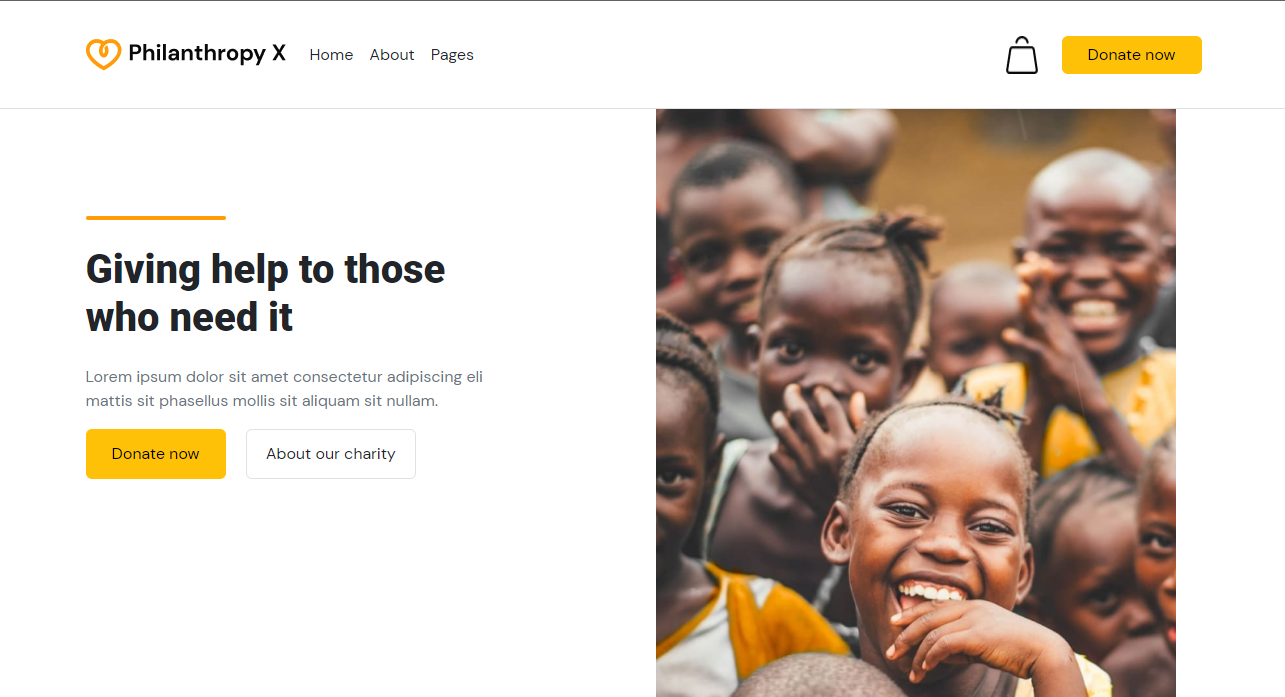 Philanthropy X
Home About Pages
Donate now
Giving help to those
who need it
Lorem ipsum dolor sit amet consectetur adipiscing eli
mattis sit phasellus mollis sit aliquam sit nullam.
Donate now
About our charity